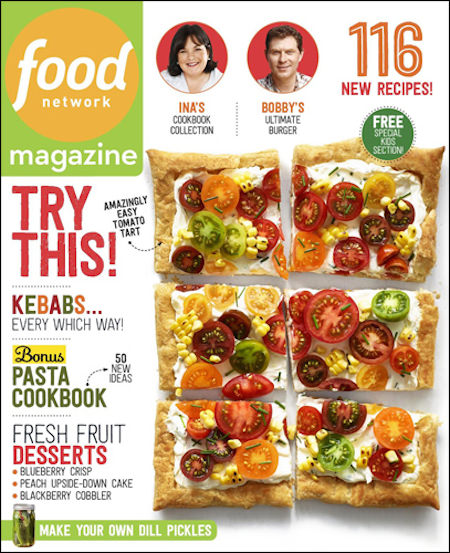 food
network
magazine
INA'S
COOKBOOK
COLLECTION
BOBBY'S
ULTIMATE
BURGER
116
NEW RECIPES!
FREE
SPECIAL
KIDS
SECTION!
TRY
THIS!
AMAZINGLY
EASY
TOMATO
TART
KEBABS...
EVERY WHICH WAY!
Bonus
PASTA
COOKBOOK
50
NEW
IDEAS
FRESH FRUIT
DESSERTS
• BLUEBERRY CRISP
• PEACH UPSIDE-DOWN CAKE
• BLACKBERRY COBBLER
MAKE YOUR OWN DILL PICKLES